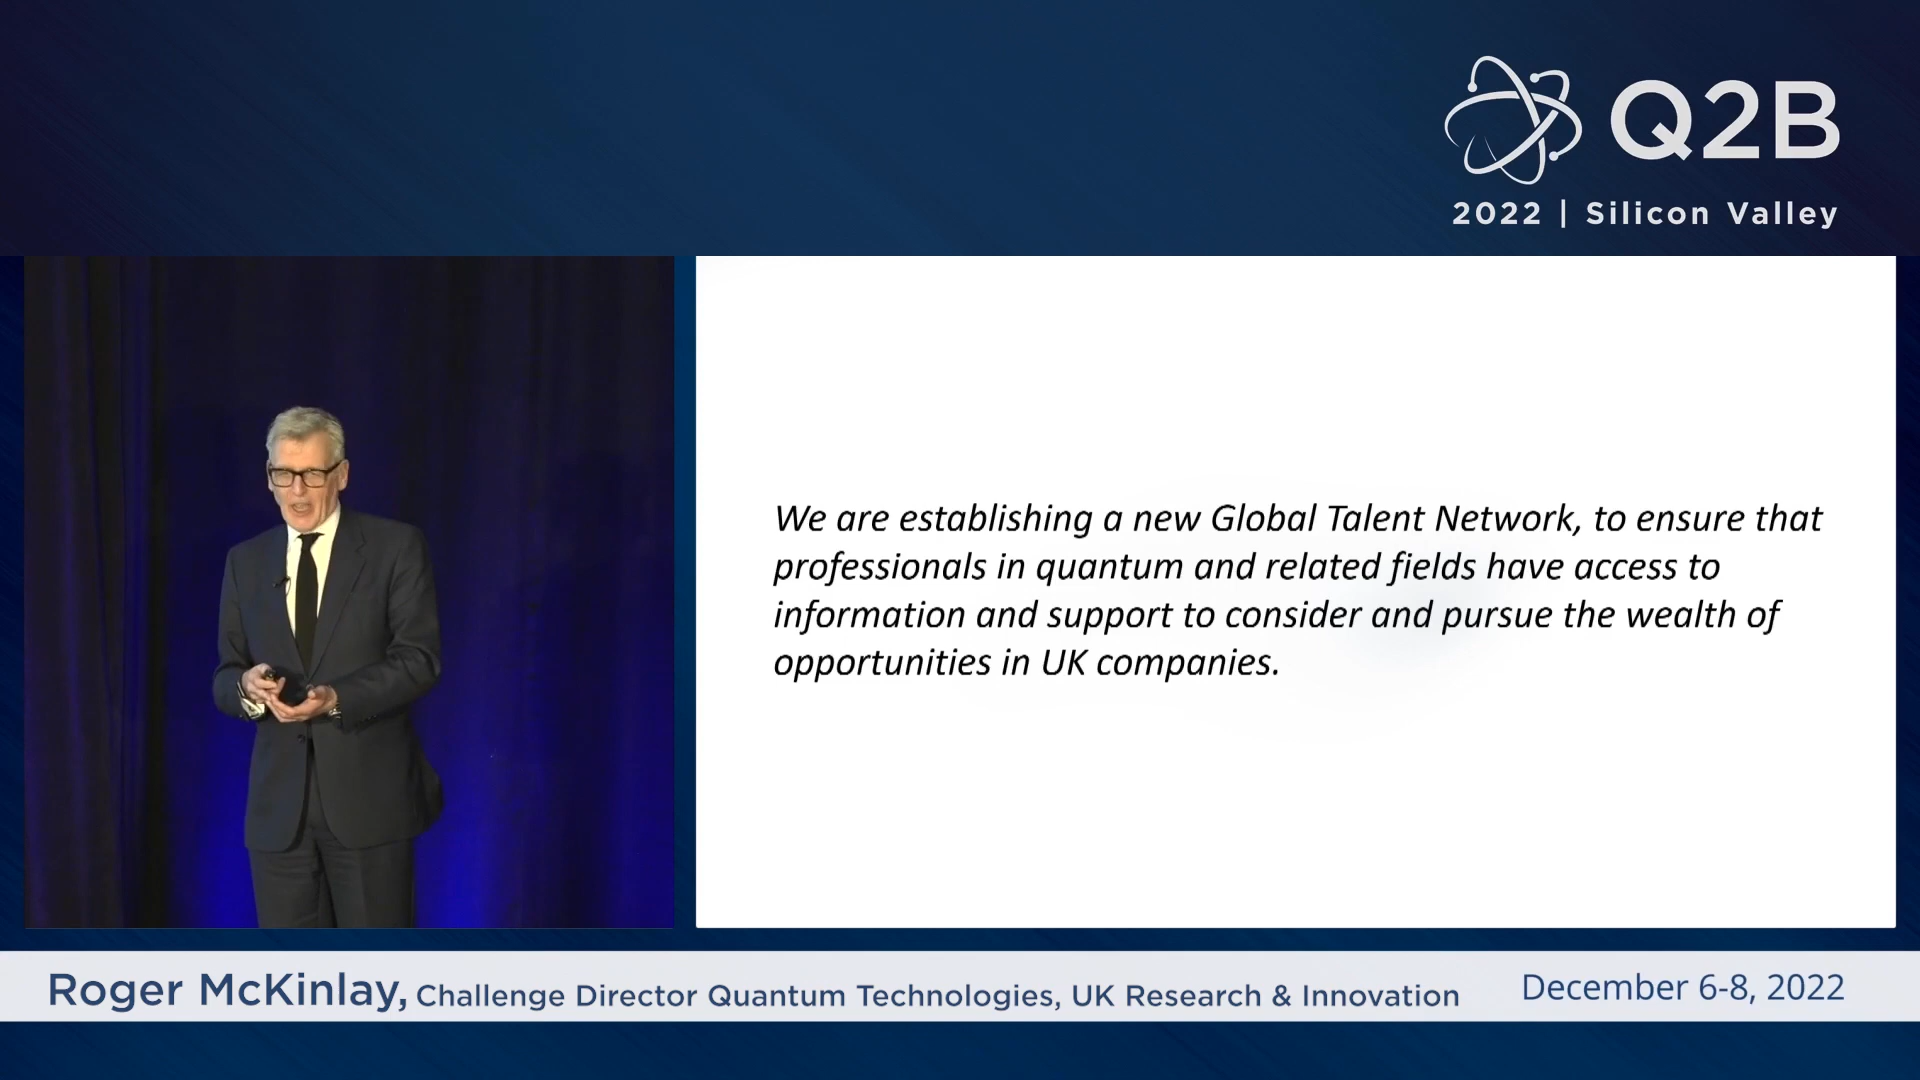 Q2B
2022 | Silicon Valley
We are establishing a new Global Talent Network, to ensure that
professionals in quantum and related fields have access to
information and support to consider and pursue the wealth of
opportunities in UK companies.
Roger McKinlay, Challenge Director Quantum Technologies, UK Research & Innovation
December 6-8, 2022